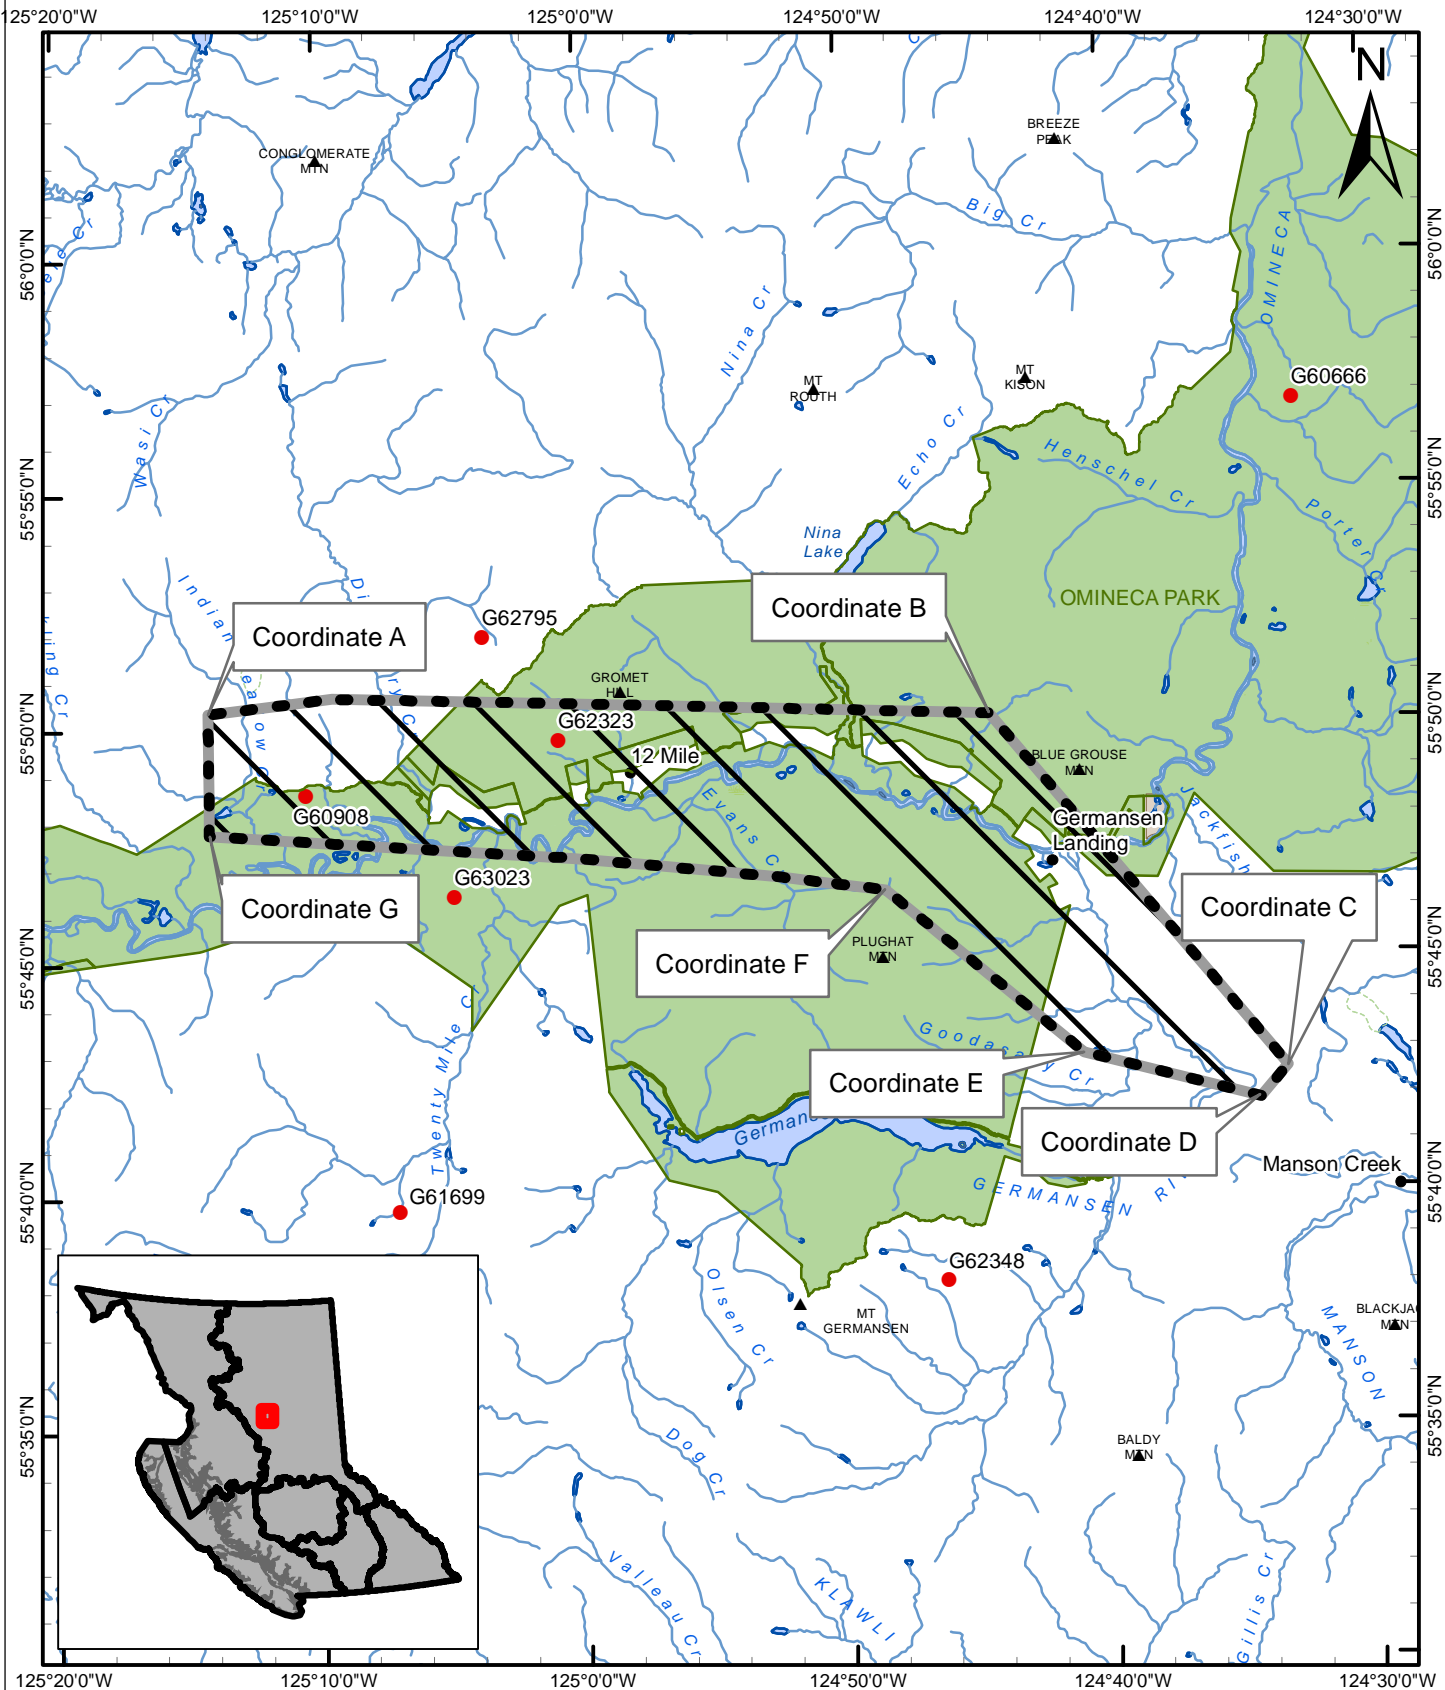 125°20'0"W 125°10'0"W 125°0'0"W 124°50'0"W 124°40'0"W 124°30'0"W
N
BREEZE
PEAK
CONGLOMERATE
MTN
Big Cr
OMINECA
56°0'0"N
56°0'0"N
Nina Cr
MT
ROUTH
MT
KISON
G60666
Wasi Cr
Echo Cr
Henschel Cr
55°55'0"N
55°55'0"N
Porter Cr
Nina
Lake
OMINECA PARK
Coordinate B
Coordinate A
G62795
Indian
GROMET
HILL
55°50'0"N
55°50'0"N
G62323
12 Mile
BLUE GROUSE
MTN
Evans C
G60908
Germansen
Landing
Jackfish
G63023
Coordinate G
Coordinate C
Coordinate F
PLUGHAT
MTN
55°45'0"N
55°45'0"N
Twenty Mile Cr
Coordinate E
Coordinate D
Manson Creek
GERMANSEN
G61699
55°40'0"N
55°40'0"N
G62348
Olsen Cr
MT
GERMANSEN
MANSON
MTN
55°35'0"N
55°35'0"N
Dog Cr
BALDY
MTN
Valleau Cr
KLAWLI
Gillis Cr
125°20'0"W 125°10'0"W 125°0'0"W 124°50'0"W 124°40'0"W 124°30'0"W